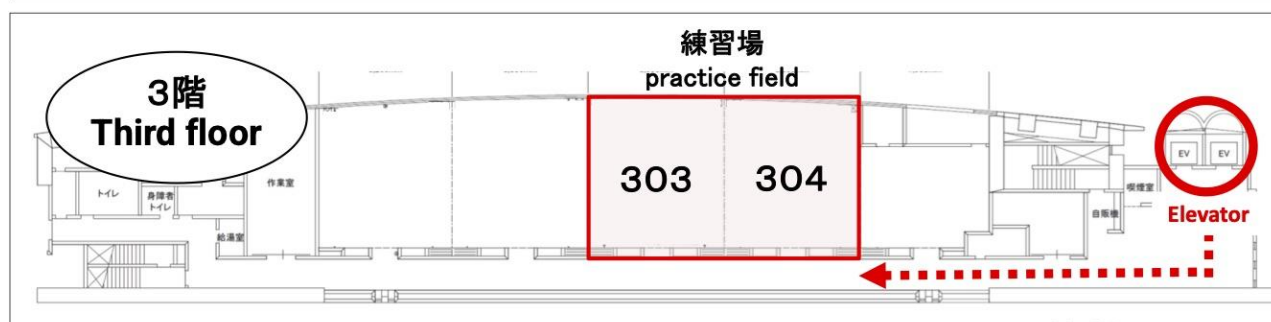 練習場
practice field
3階
Third floor
303
304
EV
EV
Elevator
トイレ
身障者
トイレ
作業室
給湯室
喫煙室
自販機